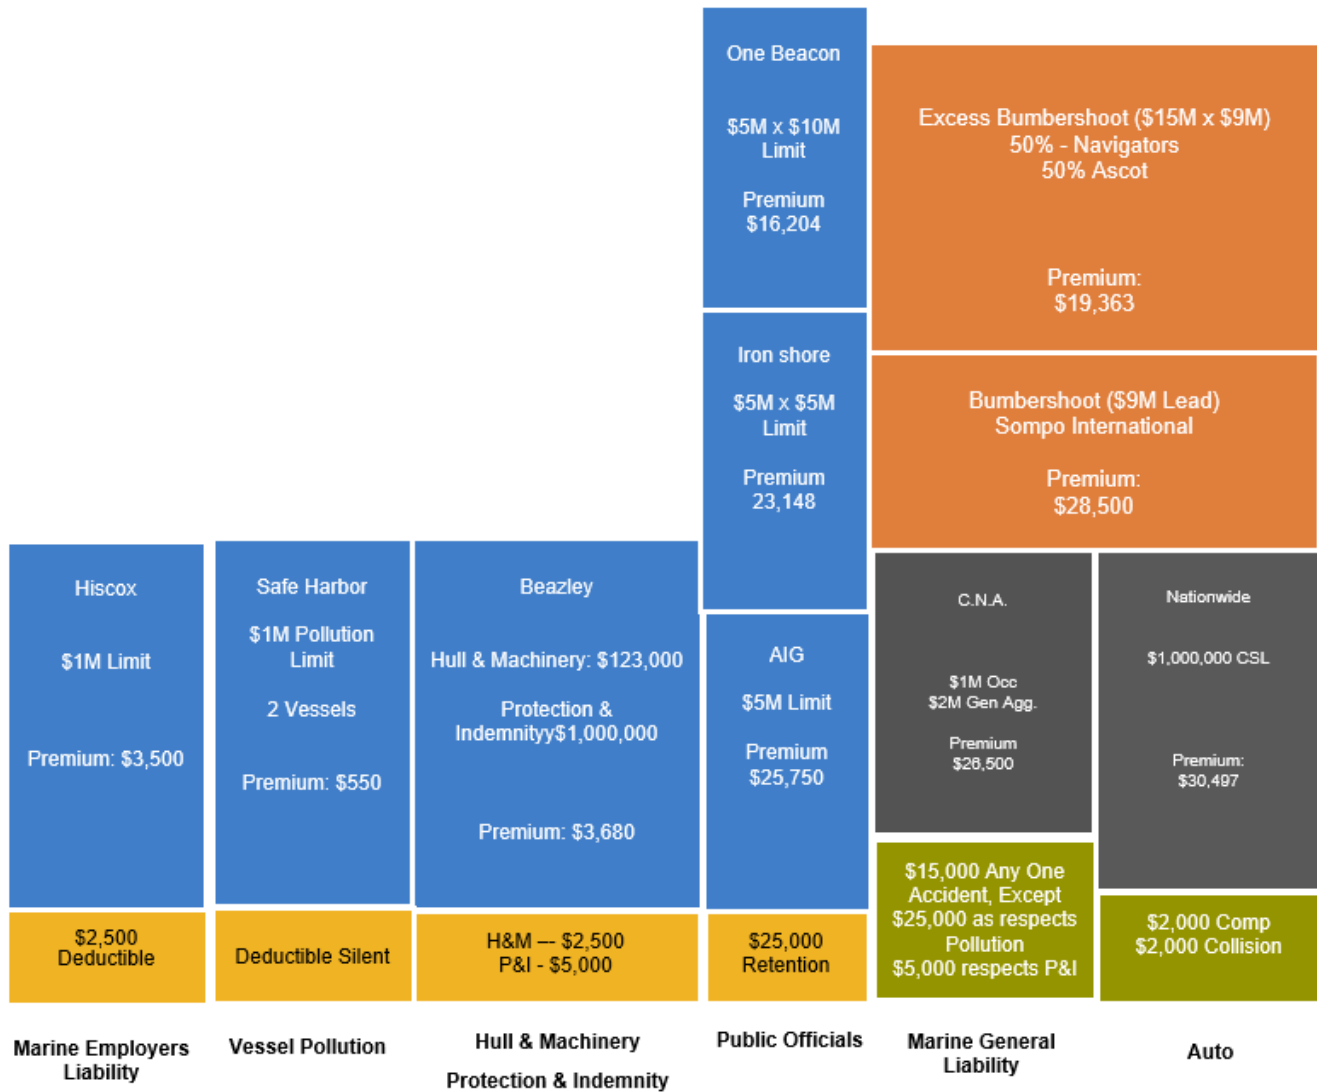 One Beacon
$5M x $10M
Limit
Premium
$16,204
Excess Bumbershoot ($15M x $9M)
50% - Navigators
50% Ascot
Premium:
$19,363
Iron shore
$5M x $5M
Limit
Premium
23,148
Bumbershoot ($9M Lead)
Sompo International
Premium:
$28,500
Hiscox
$1M Limit
Premium: $3,500
Safe Harbor
$1M Pollution
Limit
2 Vessels
Premium: $550
Beazley
Hull & Machinery: $123,000
Protection &
Indemnityy$1,000,000
Premium: $3,680
AIG
$5M Limit
Premium
$25,750
C.N.A.
$1M Occ
$2M Gen Agg.
Premium
$26,500
Nationwide
$1,000,000 CSL
Premium:
$30,497
$2,500
Deductible
Deductible Silent
H&M –- $2,500
P&I - $5,000
$25,000
Retention
$15,000 Any One
Accident, Except
$25,000 as respects
Pollution
$5,000 respects P&I
$2,000 Comp
$2,000 Collision
Marine Employers
Liability
Vessel Pollution
Hull & Machinery
Protection & Indemnity
Public Officials
Marine General
Liability
Auto